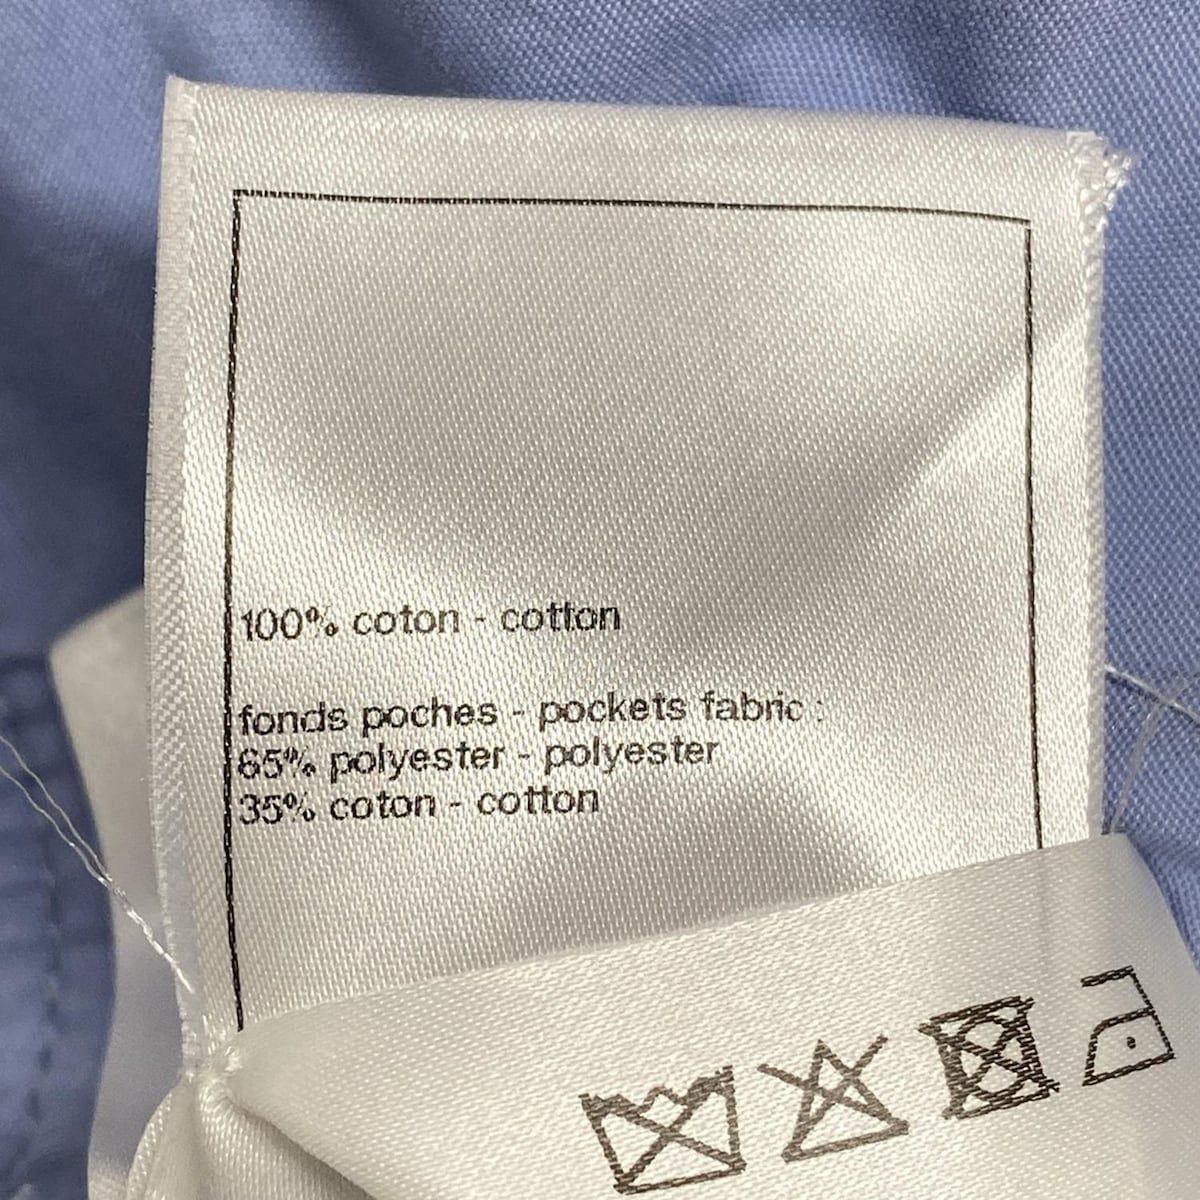 100% coton - cotton
fonds poches - pockets fabric :
65% polyester - polyester
35% coton - cotton